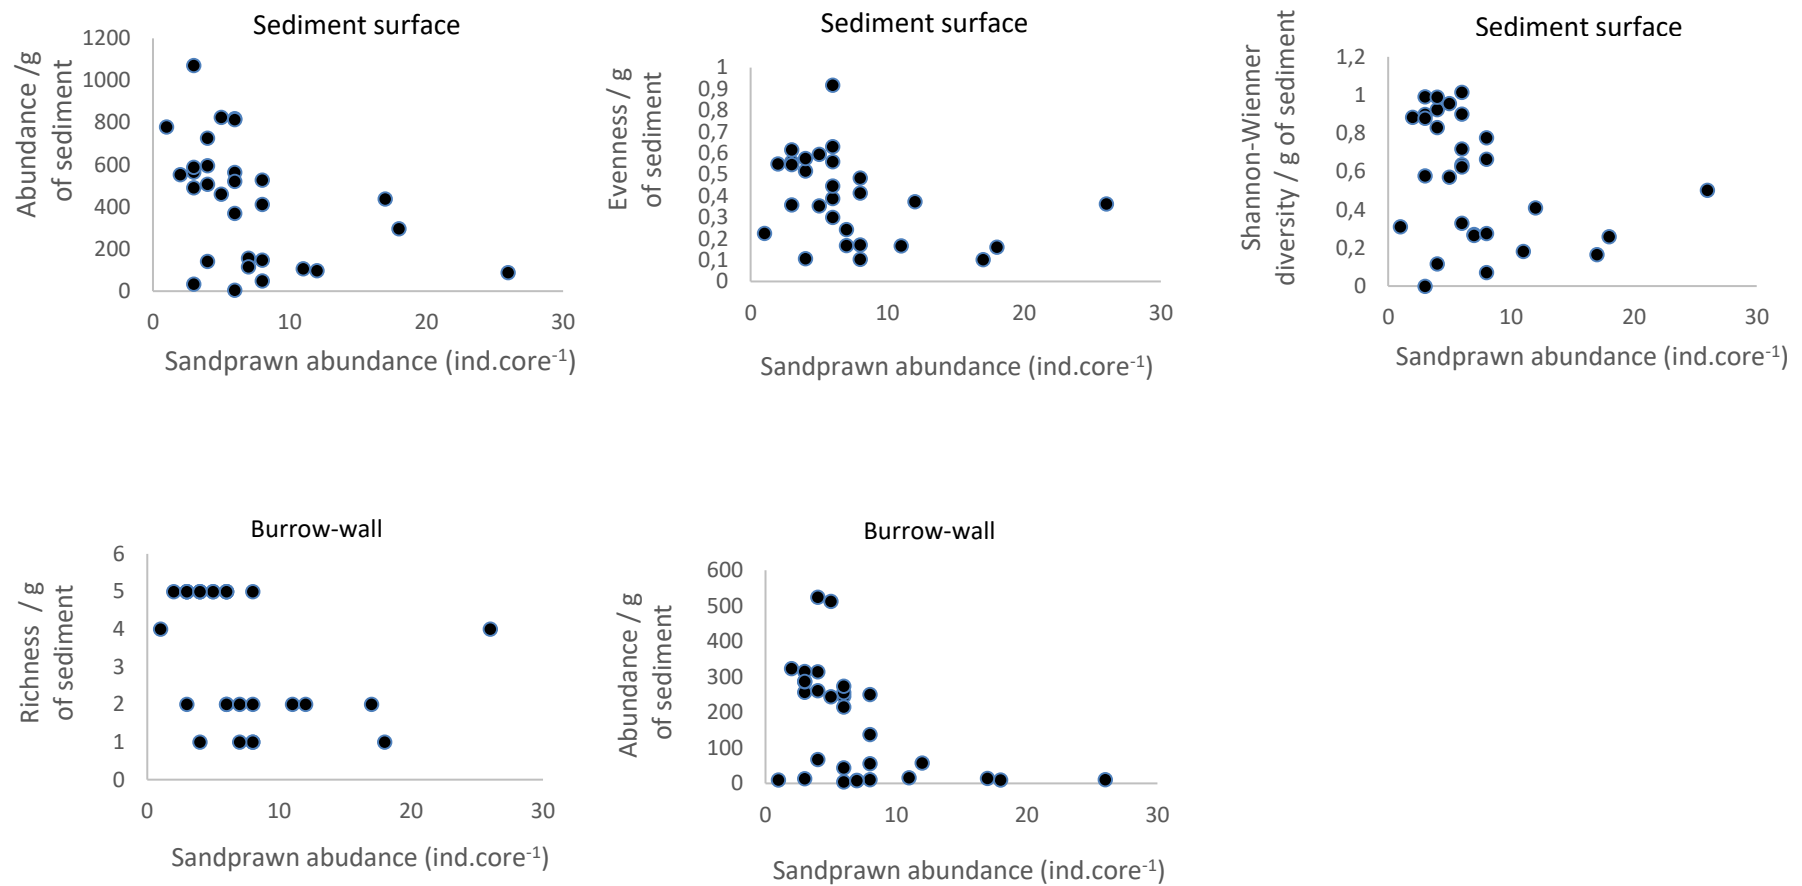 Sediment surface
Abundance /g
of sediment
1200
1000
800
600
400
200
0
0 10 20 30
Sandprawn abundance (ind.core-1)
Sediment surface
Evenness / g
of sediment
1
0,9
0,8
0,7
0,6
0,5
0,4
0,3
0,2
0,1
0
0 10 20 30
Sandprawn abundance (ind.core-1)
Sediment surface
Shannon-Wienner
diversity / g of sediment
1,2
1
0,8
0,6
0,4
0,2
0
0 10 20 30
Sandprawn abundance (ind.core-1)
Burrow-wall
Richness / g
of sediment
6
5
4
3
2
1
0
0 10 20 30
Sandprawn abudance (ind.core-1)
Burrow-wall
Abundance / g
of sediment
600
500
400
300
200
100
0
0 10 20 30
Sandprawn abundance (ind.core-1)